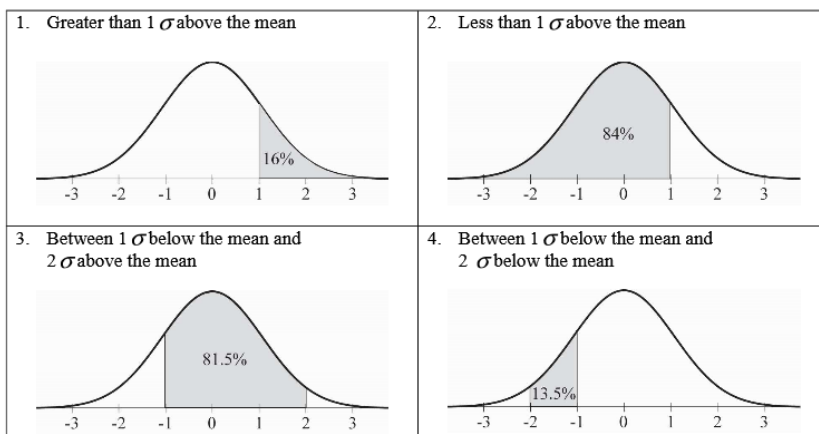 1. Greater than 1 σ above the mean
16%
-3 -2 -1 0 1 2 3
2. Less than 1 σ above the mean
84%
-3 -2 -1 0 1 2 3
3. Between 1 σ below the mean and
2 σ above the mean
81.5%
-3 -2 -1 0 1 2 3
4. Between 1 σ below the mean and
2 σ below the mean
13.5%
-3 -2 -1 0 1 2 3